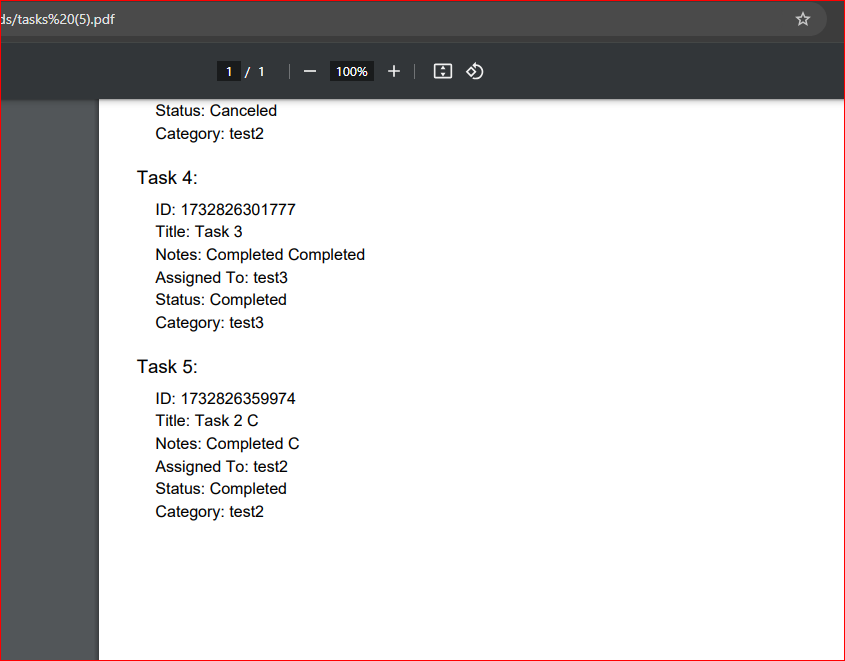 ds/tasks%20(5).pdf
1 / 1
100%
Status: Canceled
Category: test2
Task 4:
ID: 1732826301777
Title: Task 3
Notes: Completed Completed
Assigned To: test3
Status: Completed
Category: test3
Task 5:
ID: 1732826359974
Title: Task 2 C
Notes: Completed C
Assigned To: test2
Status: Completed
Category: test2